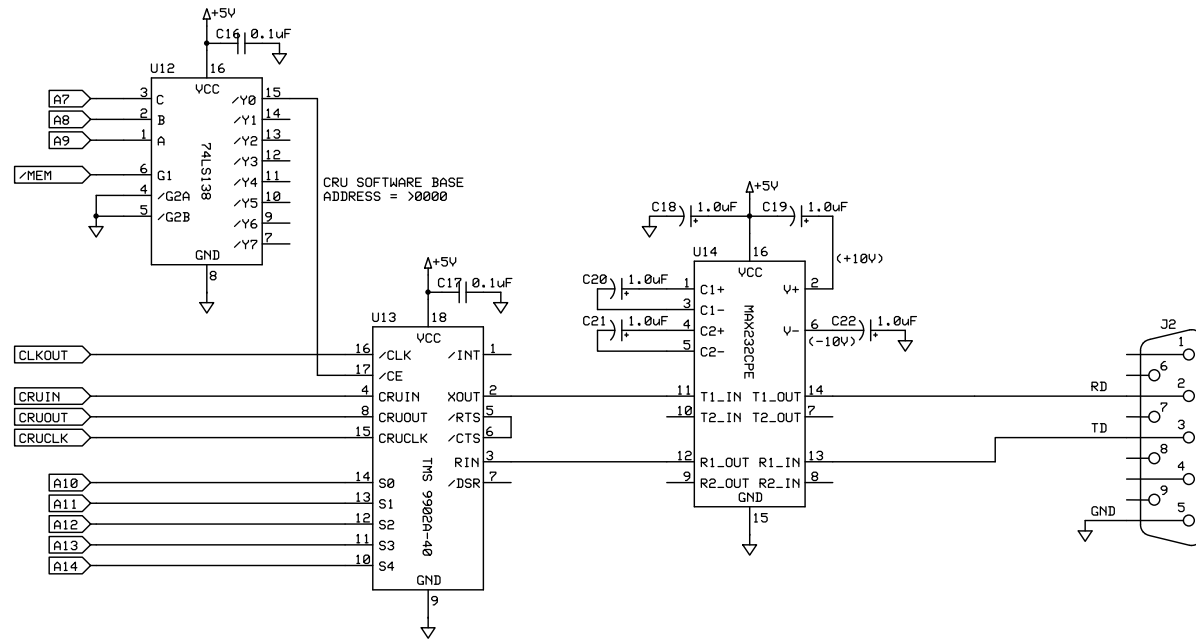 +5V
C16 0.1uF
U12
16
VCC
A7 3 C /Y0 15
A8 2 B /Y1 14
A9 1 A /Y2 13
/Y3 12
/MEM 6 G1 /Y4 11
4 /G2A /Y5 10
5 /G2B /Y6 9
/Y7 7
74LS138
GND
8
CRU SOFTWARE BASE
ADDRESS = >0000
+5V
C17 0.1uF
U13
18
VCC
CLKOUT 16 /CLK /INT 1
17 /CE
CRUIN 4 CRUIN XOUT 2
CRUOUT 8 CRUOUT /RTS 5
CRUCLK 15 CRUCLK /CTS 6
RIN 3
A10 14 S0 /DSR 7
A11 13 S1
A12 12 S2
A13 11 S3
A14 10 S4
TMS 9902A-40
GND
9
+5V
C18 1.0uF C19 1.0uF
U14
16
VCC
(+10V)
C20 1.0uF 1 C1+ V+ 2
3 C1-
C21 1.0uF 4 C2+ V- 6 C22 1.0uF
(-10V)
5 C2-
MAX232CPE
11 T1_IN T1_OUT 14
10 T2_IN T2_OUT 7
12 R1_OUT R1_IN 13
9 R2_OUT R2_IN 8
GND
15
J2
1
6
RD 2
7
TD 3
8
4
9
GND 5